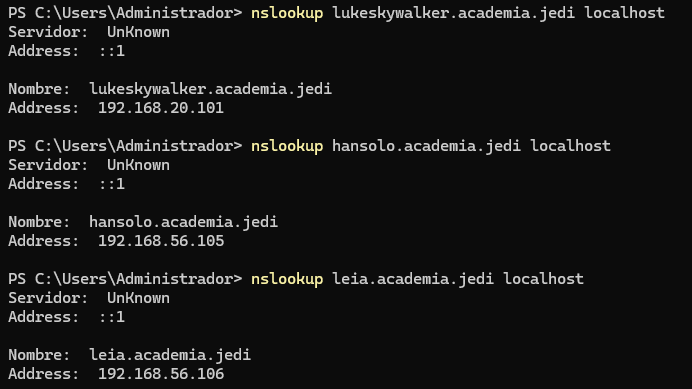 PS C:\Users\Administrador> nslookup lukeskywalker.academia.jedi localhost
Servidor:  UnKnown
Address:  ::1

Nombre:  lukeskywalker.academia.jedi
Address:  192.168.20.101

PS C:\Users\Administrador> nslookup hansolo.academia.jedi localhost
Servidor:  UnKnown
Address:  ::1

Nombre:  hansolo.academia.jedi
Address:  192.168.56.105

PS C:\Users\Administrador> nslookup leia.academia.jedi localhost
Servidor:  UnKnown
Address:  ::1

Nombre:  leia.academia.jedi
Address:  192.168.56.106